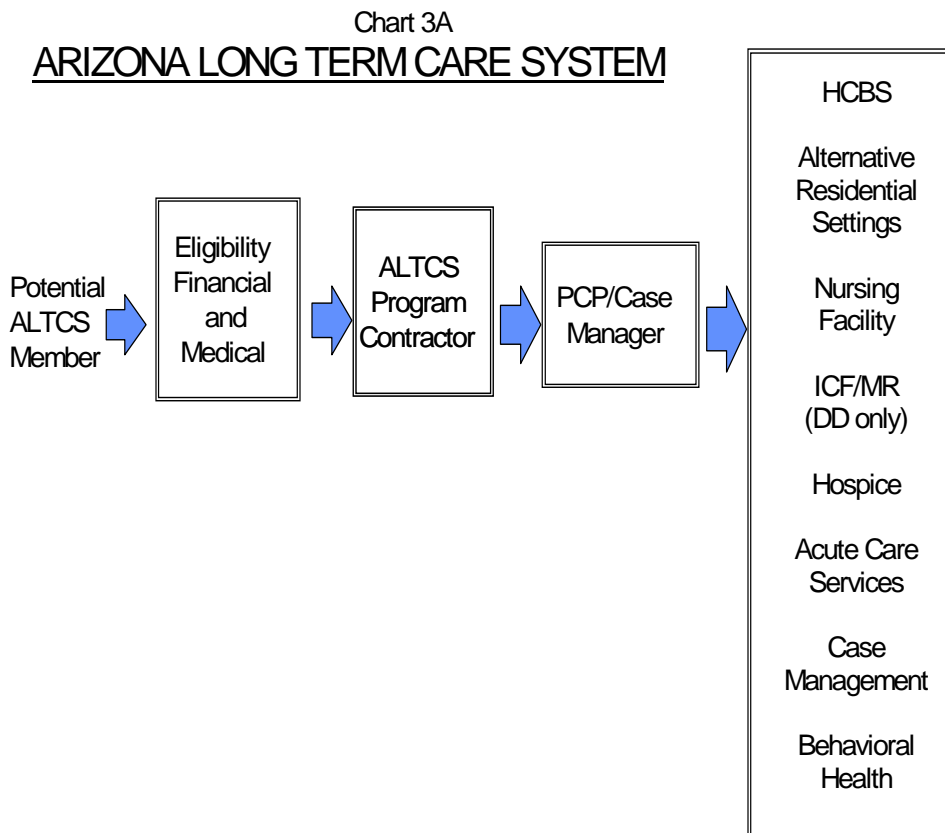 Chart 3A
ARIZONA LONG TERM CARE SYSTEM
Potential
ALTCS
Member
Eligibility
Financial
and
Medical
ALTCS
Program
Contractor
PCP/Case
Manager
HCBS
Alternative
Residential
Settings
Nursing
Facility
ICF/MR
(DD only)
Hospice
Acute Care
Services
Case
Management
Behavioral
Health